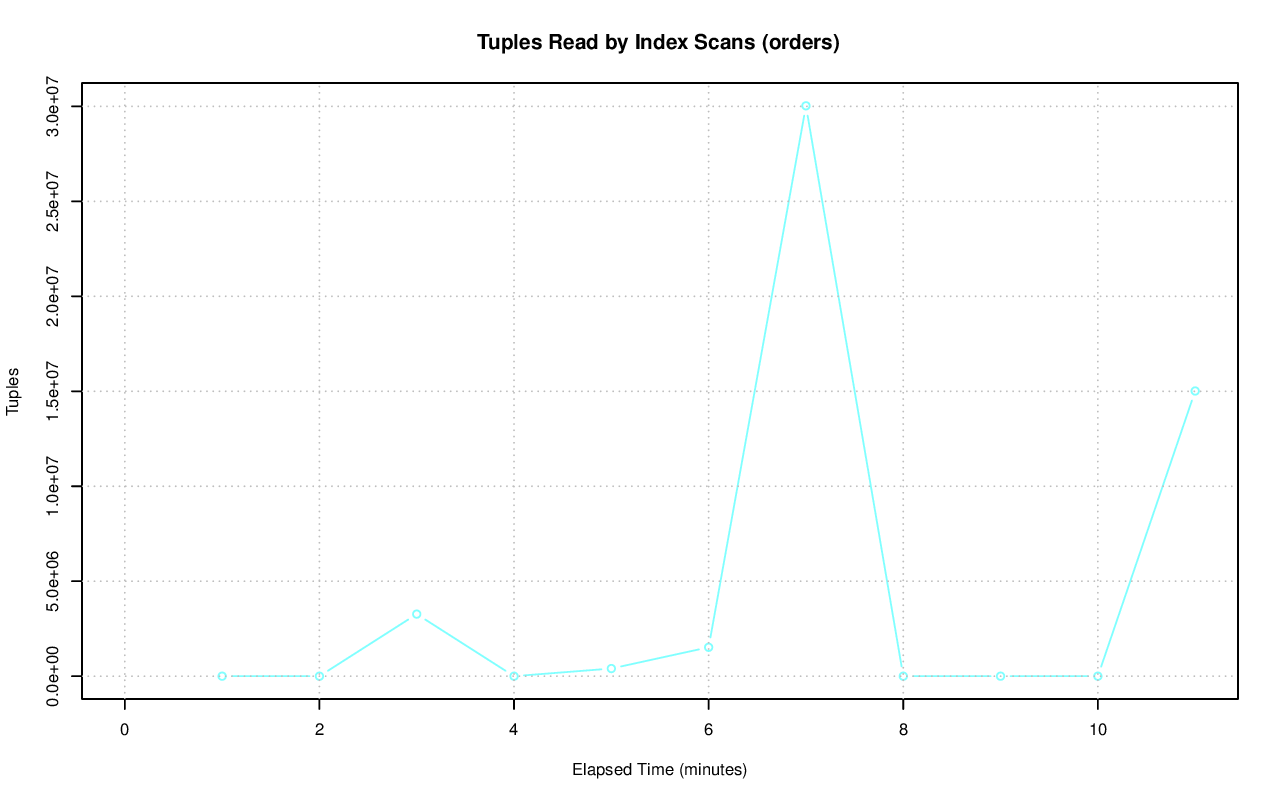 Tuples Read by Index Scans (orders)
3.0e+07
2.5e+07
2.0e+07
1.5e+07
1.0e+07
5.0e+06
0.0e+00
Tuples
0 2 4 6 8 10
Elapsed Time (minutes)